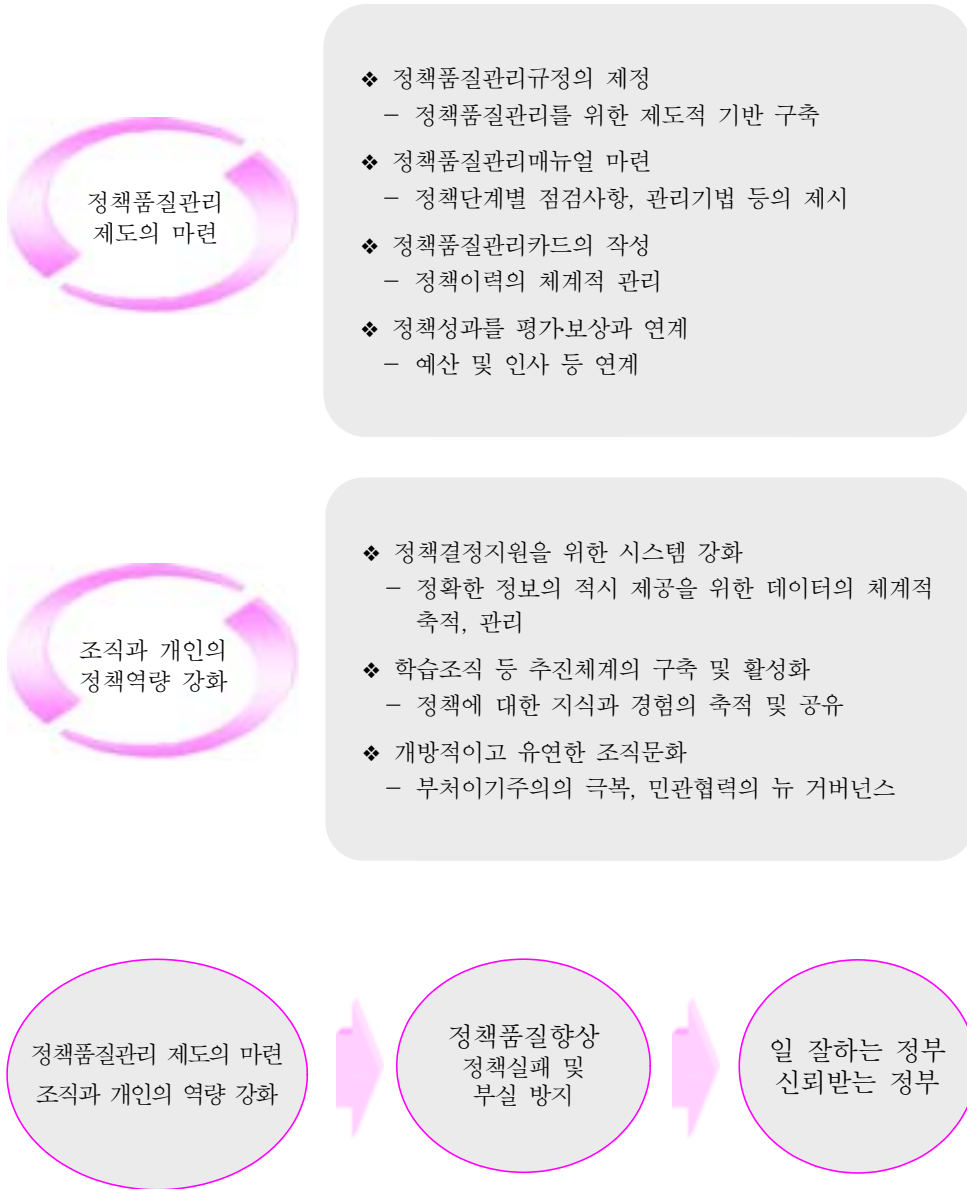 정책품질관리
제도의 마련
❖ 정책품질관리규정의 제정
－ 정책품질관리를 위한 제도적 기반 구축
❖ 정책품질관리매뉴얼 마련
－ 정책단계별 점검사항, 관리기법 등의 제시
❖ 정책품질관리카드의 작성
－ 정책이력의 체계적 관리
❖ 정책성과를 평가·보상과 연계
－ 예산 및 인사 등 연계
조직과 개인의
정책역량 강화
❖ 정책결정지원을 위한 시스템 강화
－ 정확한 정보의 적시 제공을 위한 데이터의 체계적
축적, 관리
❖ 학습조직 등 추진체계의 구축 및 활성화
－ 정책에 대한 지식과 경험의 축적 및 공유
❖ 개방적이고 유연한 조직문화
－ 부처이기주의의 극복, 민관협력의 뉴 거버넌스
정책품질관리 제도의 마련
조직과 개인의 역량 강화
정책품질향상
정책실패 및
부실 방지
일 잘하는 정부
신뢰받는 정부